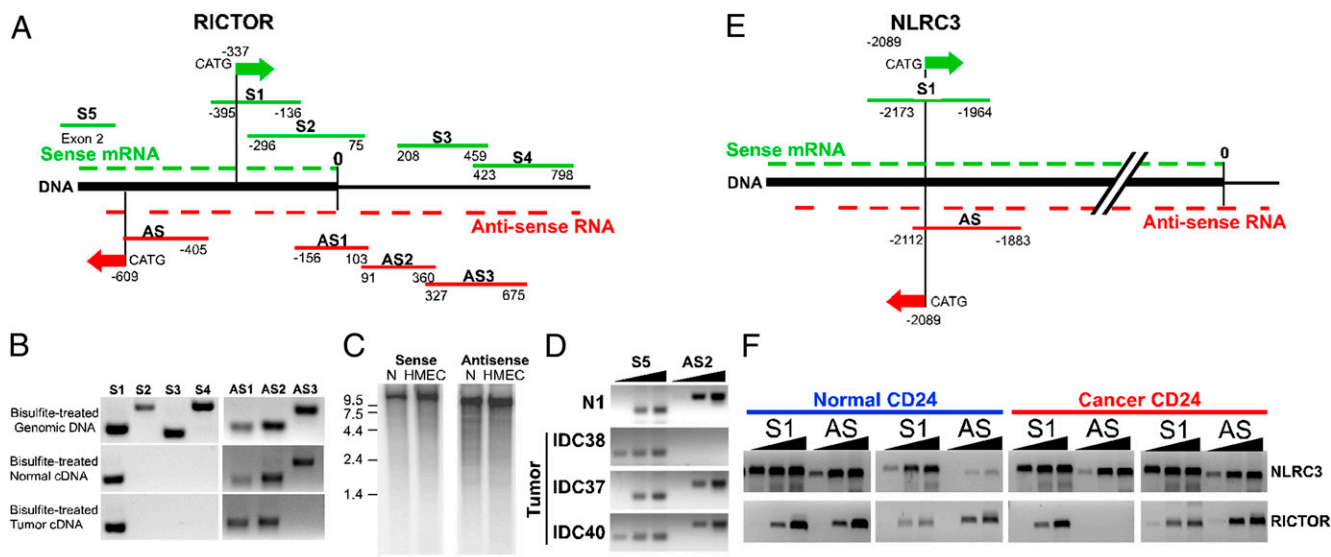 A
RICTOR
-337
CATG
S1
-395 -136
S5
Exon 2
S2
-296 75
S3
208 459
S4
423 798
Sense mRNA
0
DNA
Anti-sense RNA
AS
-405
CATG
-609
AS1
-156 103
AS2
91 360
AS3
327 675
E
NLRC3
-2089
CATG
S1
-2173 -1964
Sense mRNA
0
DNA
Anti-sense RNA
AS
-2112 -1883
CATG
-2089
B
S1 S2 S3 S4 AS1 AS2 AS3
Bisulfite-treated
Genomic DNA
Bisulfite-treated
Normal cDNA
Bisulfite-treated
Tumor cDNA
C
Sense Antisense
N HMEC N HMEC
9.5
7.5
4.4
2.4
1.4
D
S5 AS2
N1
IDC38
IDC37
IDC40
Tumor
F
Normal CD24 Cancer CD24
S1 AS S1 AS S1 AS S1 AS
NLRC3
RICTOR